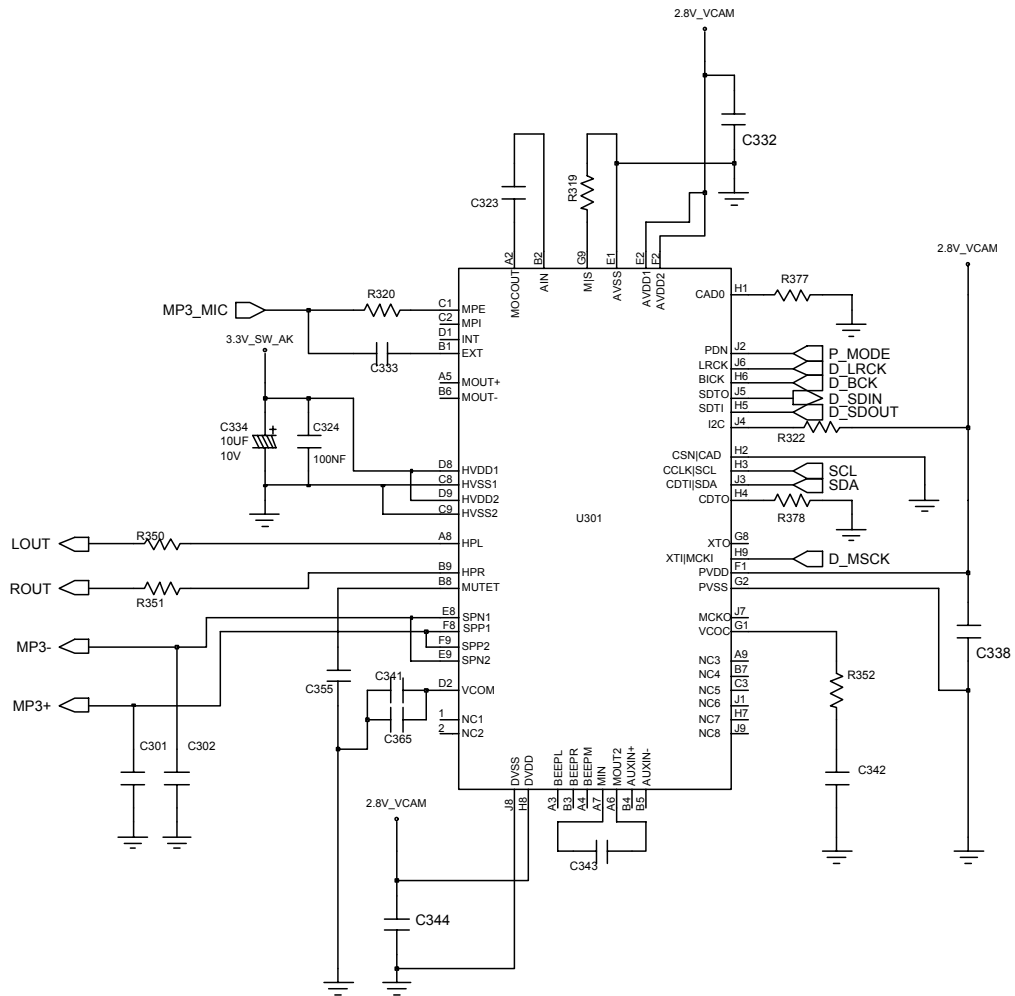 2.8V_VCAM
C332
C323
R319
2.8V_VCAM
A2
B2
G9
E1
E2
F2
MOCOUT
AIN
M|S
AVSS
AVDD1
AVDD2
MP3_MIC
R320
C333
C1 MPE
C2 MPI
D1 INT
B1 EXT
3.3V_SW_AK
A5 MOUT+
B6 MOUT-
C334
10UF
10V
+
C324
100NF
D8 HVDD1
C8 HVSS1
D9 HVDD2
C9 HVSS2
U301
LOUT
R350
A8 HPL
ROUT
R351
B9 HPR
B8 MUTET
MP3-
E8 SPN1
F8 SPP1
F9 SPP2
E9 SPN2
MP3+
C355
C341
C365
D2 VCOM
1 NC1
2 NC2
C301
C302
CAD0 H1
R377
PDN J2
P_MODE
LRCK J6
D_LRCK
BICK H6
D_BCK
SDTO J5
D_SDIN
SDTI H5
D_SDOUT
I2C J4
R322
CSN|CAD H2
CCLK|SCL H3
SCL
CDTI|SDA J3
SDA
CDTO H4
R378
XTO G8
XTI|MCKI H9
D_MSCK
PVDD F1
PVSS G2
MCKO J7
VCOC G1
C338
R352
NC3 A9
NC4 B7
NC5 C3
NC6 J1
NC7 H7
NC8 J9
C342
DVSS
DVDD
BEEPL
BEEPR
BEEPM
MIN
MOUT2
AUXIN+
AUXIN-
J8
H8
A3
B3
A4
A7
A6
B4
B5
2.8V_VCAM
C343
C344